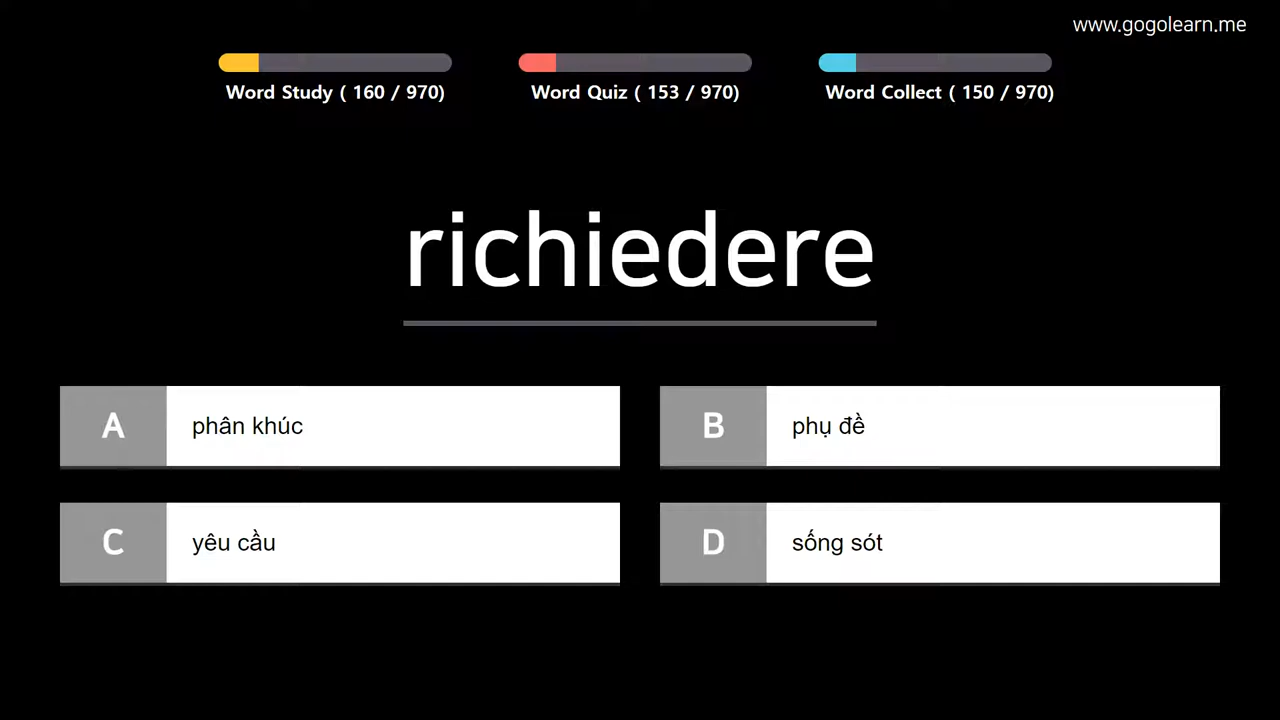 www.gogolearn.me
Word Study ( 160 / 970)
Word Quiz ( 153 / 970)
Word Collect ( 150 / 970)
richiedere
A phân khúc
B phụ đề
C yêu cầu
D sống sót